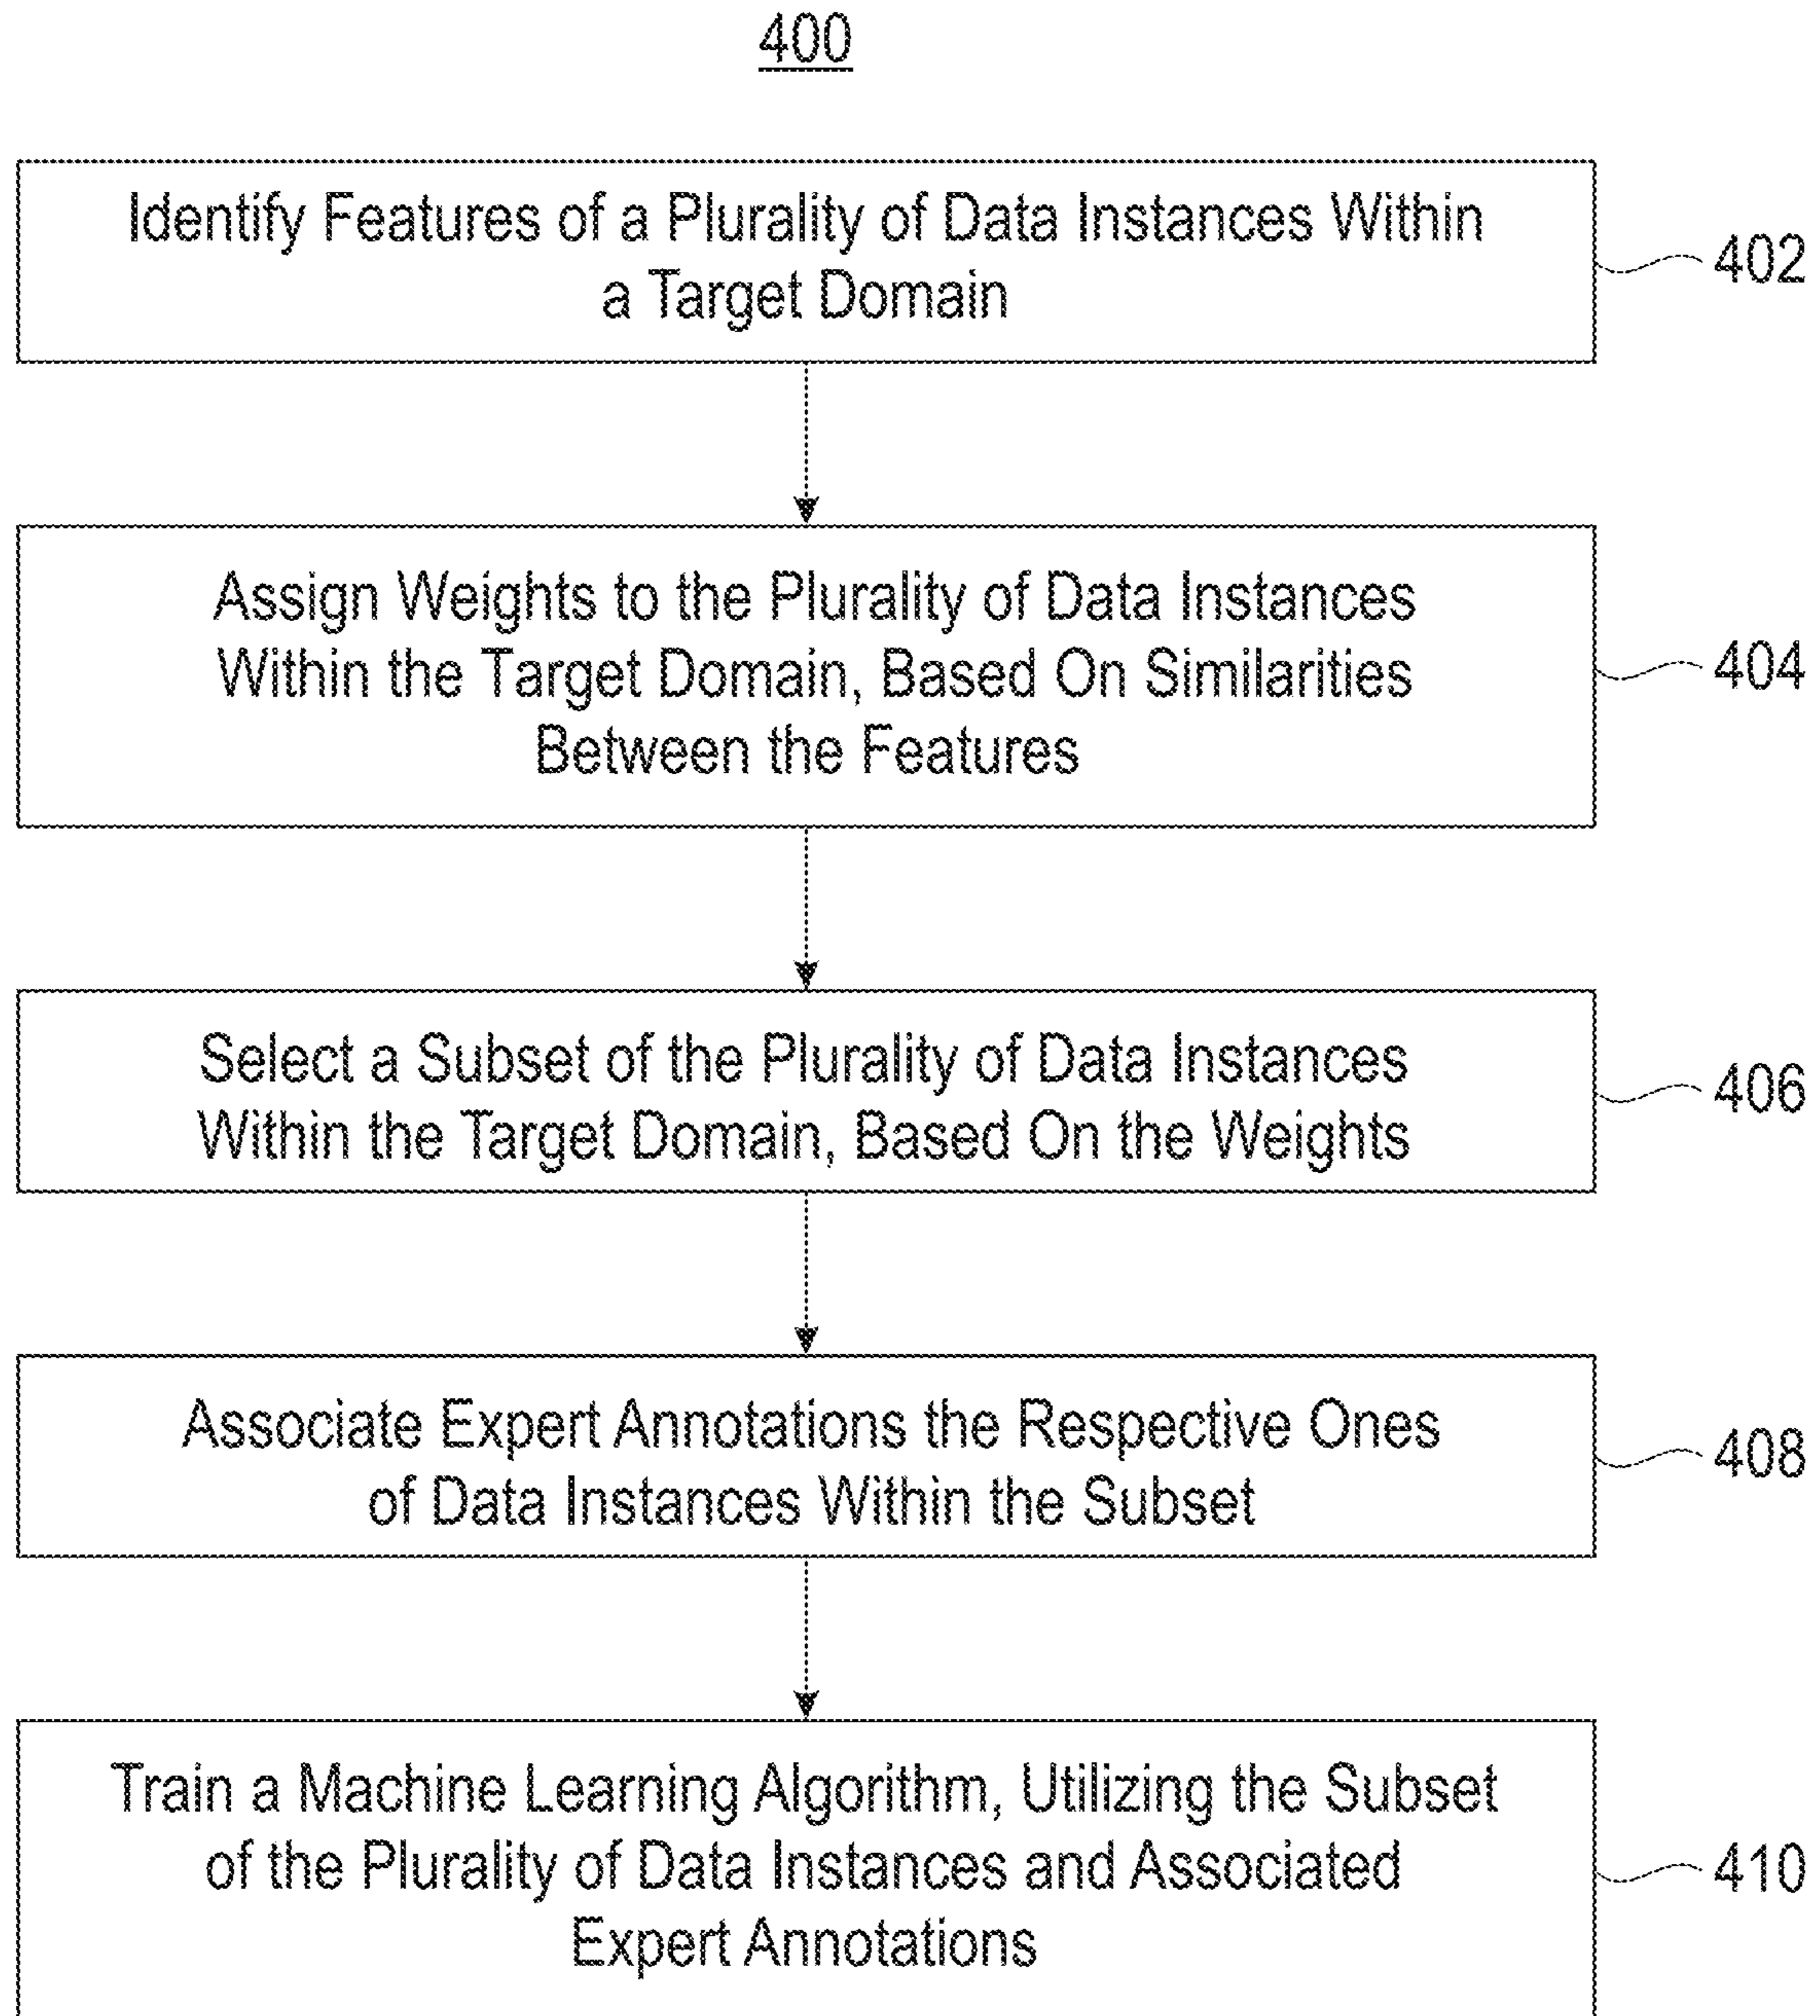 400
Identify Features of a Plurality of Data Instances Within
a Target Domain
402
Assign Weights to the Plurality of Data Instances
Within the Target Domain, Based On Similarities
Between the Features
404
Select a Subset of the Plurality of Data Instances
Within the Target Domain, Based On the Weights
406
Associate Expert Annotations the Respective Ones
of Data Instances Within the Subset
408
Train a Machine Learning Algorithm, Utilizing the Subset
of the Plurality of Data Instances and Associated
Expert Annotations
410